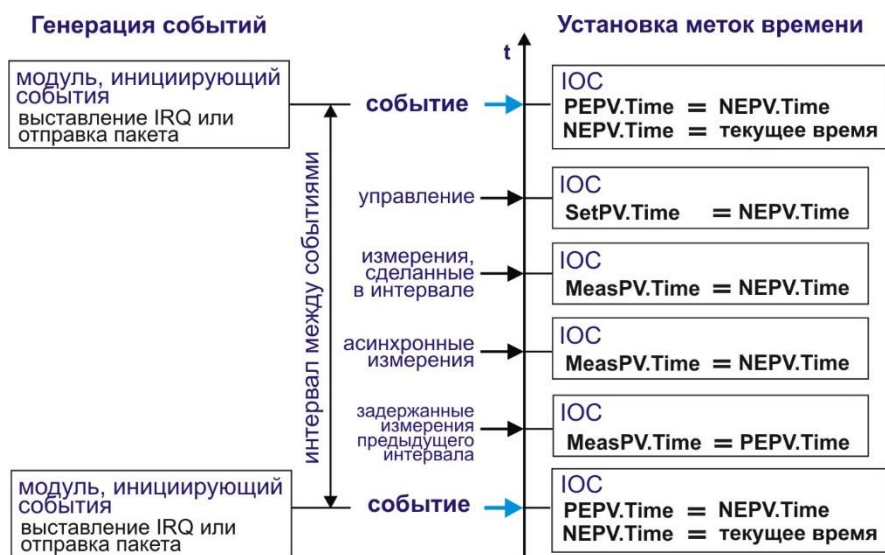 Генерация событий
Установка меток времени
t
модуль, инициирующий
события
выставление IRQ или
отправка пакета
событие
IOC
PEPV.Time = NEPV.Time
NEPV.Time = текущее время
интервал между событиями
управление
IOC
SetPV.Time = NEPV.Time
измерения,
сделанные
в интервале
IOC
MeasPV.Time = NEPV.Time
асинхронные
измерения
IOC
MeasPV.Time = NEPV.Time
задержанные
измерения
предыдущего
интервала
IOC
MeasPV.Time = PEPV.Time
модуль, инициирующий
события
выставление IRQ или
отправка пакета
событие
IOC
PEPV.Time = NEPV.Time
NEPV.Time = текущее время